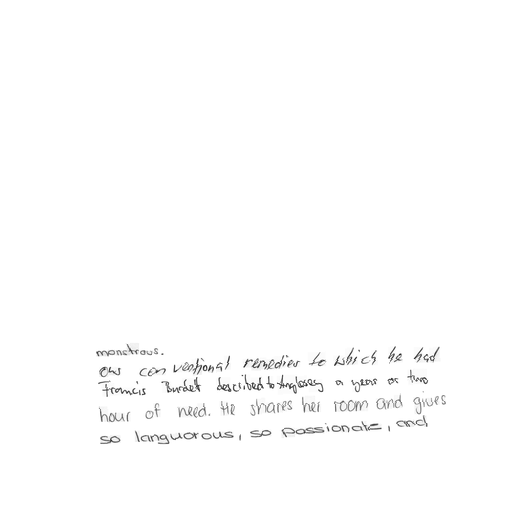 monstrous.
our conventional remedies to which he had
Francis Burdett described to Anglesey a year or two
hour of need. He shares her room and gives
so languorous, so passionate, and